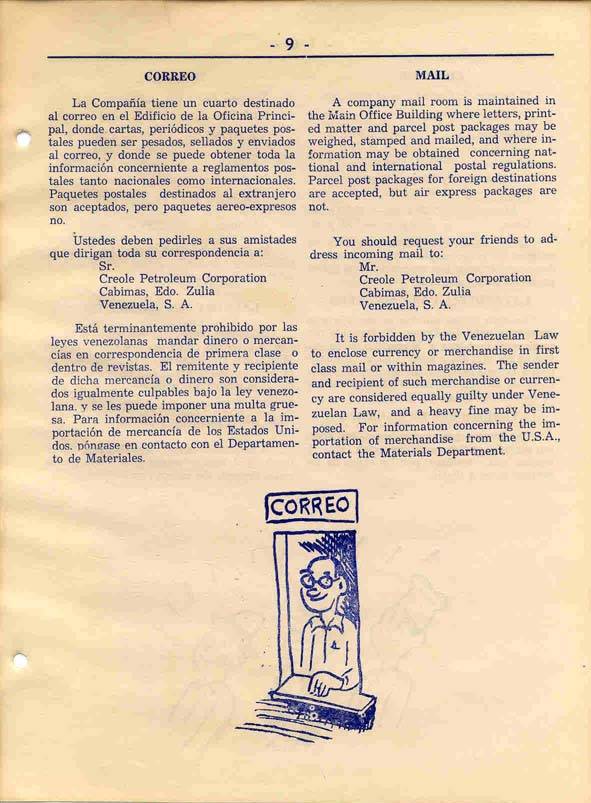 - 9 -
CORREO
La Compañía tiene un cuarto destinado
al correo en el Edificio de la Oficina Princi-
pal, donde cartas, periódicos y paquetes pos-
tales pueden ser pesados, sellados y enviados
al correo, y donde se puede obtener toda la
información concerniente a reglamentos pos-
tales tanto nacionales como internacionales.
Paquetes postales destinados al extranjero
son aceptados, pero paquetes aereo-expresos
no.
Ustedes deben pedirles a sus amistades
que dirigan toda su correspondencia a:
Sr.
Creole Petroleum Corporation
Cabimas, Edo. Zulia
Venezuela, S. A.
Está terminantemente prohibido por las
leyes venezolanas mandar dinero o mercan-
cías en correspondencia de primera clase o
dentro de revistas. El remitente y recipiente
de dicha mercancía o dinero son considera-
dos igualmente culpables bajo la ley venezo-
lana, y se les puede imponer una multa grue-
sa. Para información concerniente a la im-
portación de mercancía de los Estados Uni-
dos, póngase en contacto con el Departamen-
to de Materiales.
MAIL
A company mail room is maintained in
the Main Office Building where letters, print-
ed matter and parcel post packages may be
weighed, stamped and mailed, and where in-
formation may be obtained concerning nat-
tional and international postal regulations.
Parcel post packages for foreign destinations
are accepted, but air express packages are
not.
You should request your friends to ad-
dress incoming mail to:
Mr.
Creole Petroleum Corporation
Cabimas, Edo. Zulia
Venezuela, S. A.
It is forbidden by the Venezuelan Law
to enclose currency or merchandise in first
class mail or within magazines. The sender
and recipient of such merchandise or curren-
cy are considered equally guilty under Vene-
zuelan Law, and a heavy fine may be im-
posed. For information concerning the im-
portation of merchandise from the U.S.A.,
contact the Materials Department.
CORREO